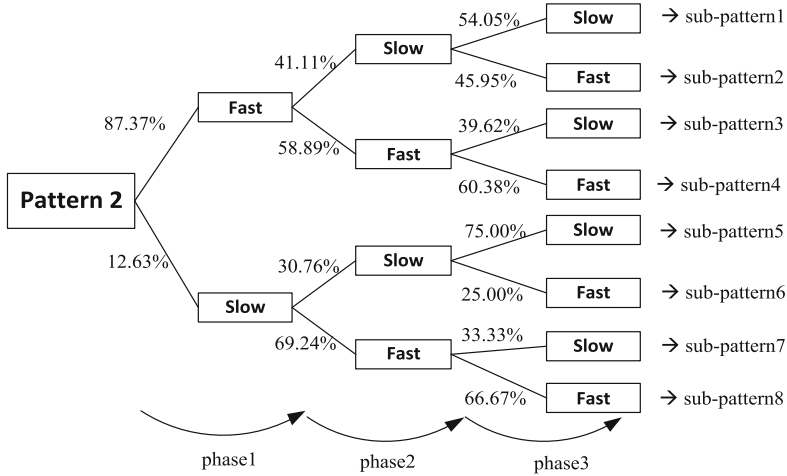 54.05% Slow → sub-pattern1
41.11% Slow
45.95% Fast → sub-pattern2
87.37% Fast
39.62% Slow → sub-pattern3
58.89% Fast
60.38% Fast → sub-pattern4
Pattern 2
75.00% Slow → sub-pattern5
12.63% 30.76% Slow
25.00% Fast → sub-pattern6
Slow
33.33% Slow → sub-pattern7
69.24% Fast
66.67% Fast → sub-pattern8
phase1 phase2 phase3